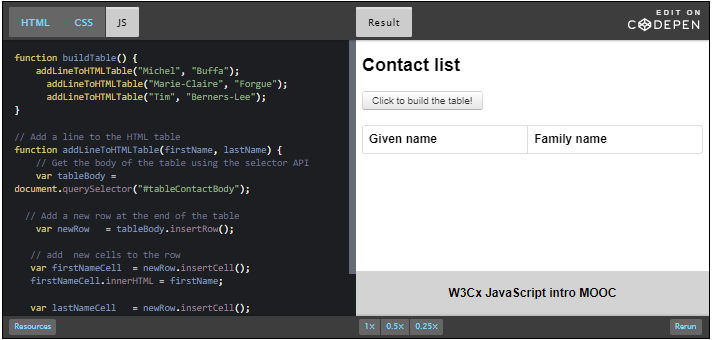 HTML CSS JS
function buildTable() {
addLineToHTMLTable("Michel", "Buffa");
addLineToHTMLTable("Marie-Claire", "Forgue");
addLineToHTMLTable("Tim", "Berners-Lee");
}
// Add a line to the HTML table
function addLineToHTMLTable(firstName, lastName) {
// Get the body of the table using the selector API
var tableBody =
document.querySelector("#tableContactBody");
// Add a new row at the end of the table
var newRow = tableBody.insertRow();
// add new cells to the row
var firstNameCell = newRow.insertCell();
firstNameCell.innerHTML = firstName;
var lastNameCell = newRow.insertCell();
Resources
Result
EDIT ON
CODEPEN
Contact list
Click to build the table!
Given name Family name
W3Cx JavaScript intro MOOC
1x 0.5x 0.25x Rerun